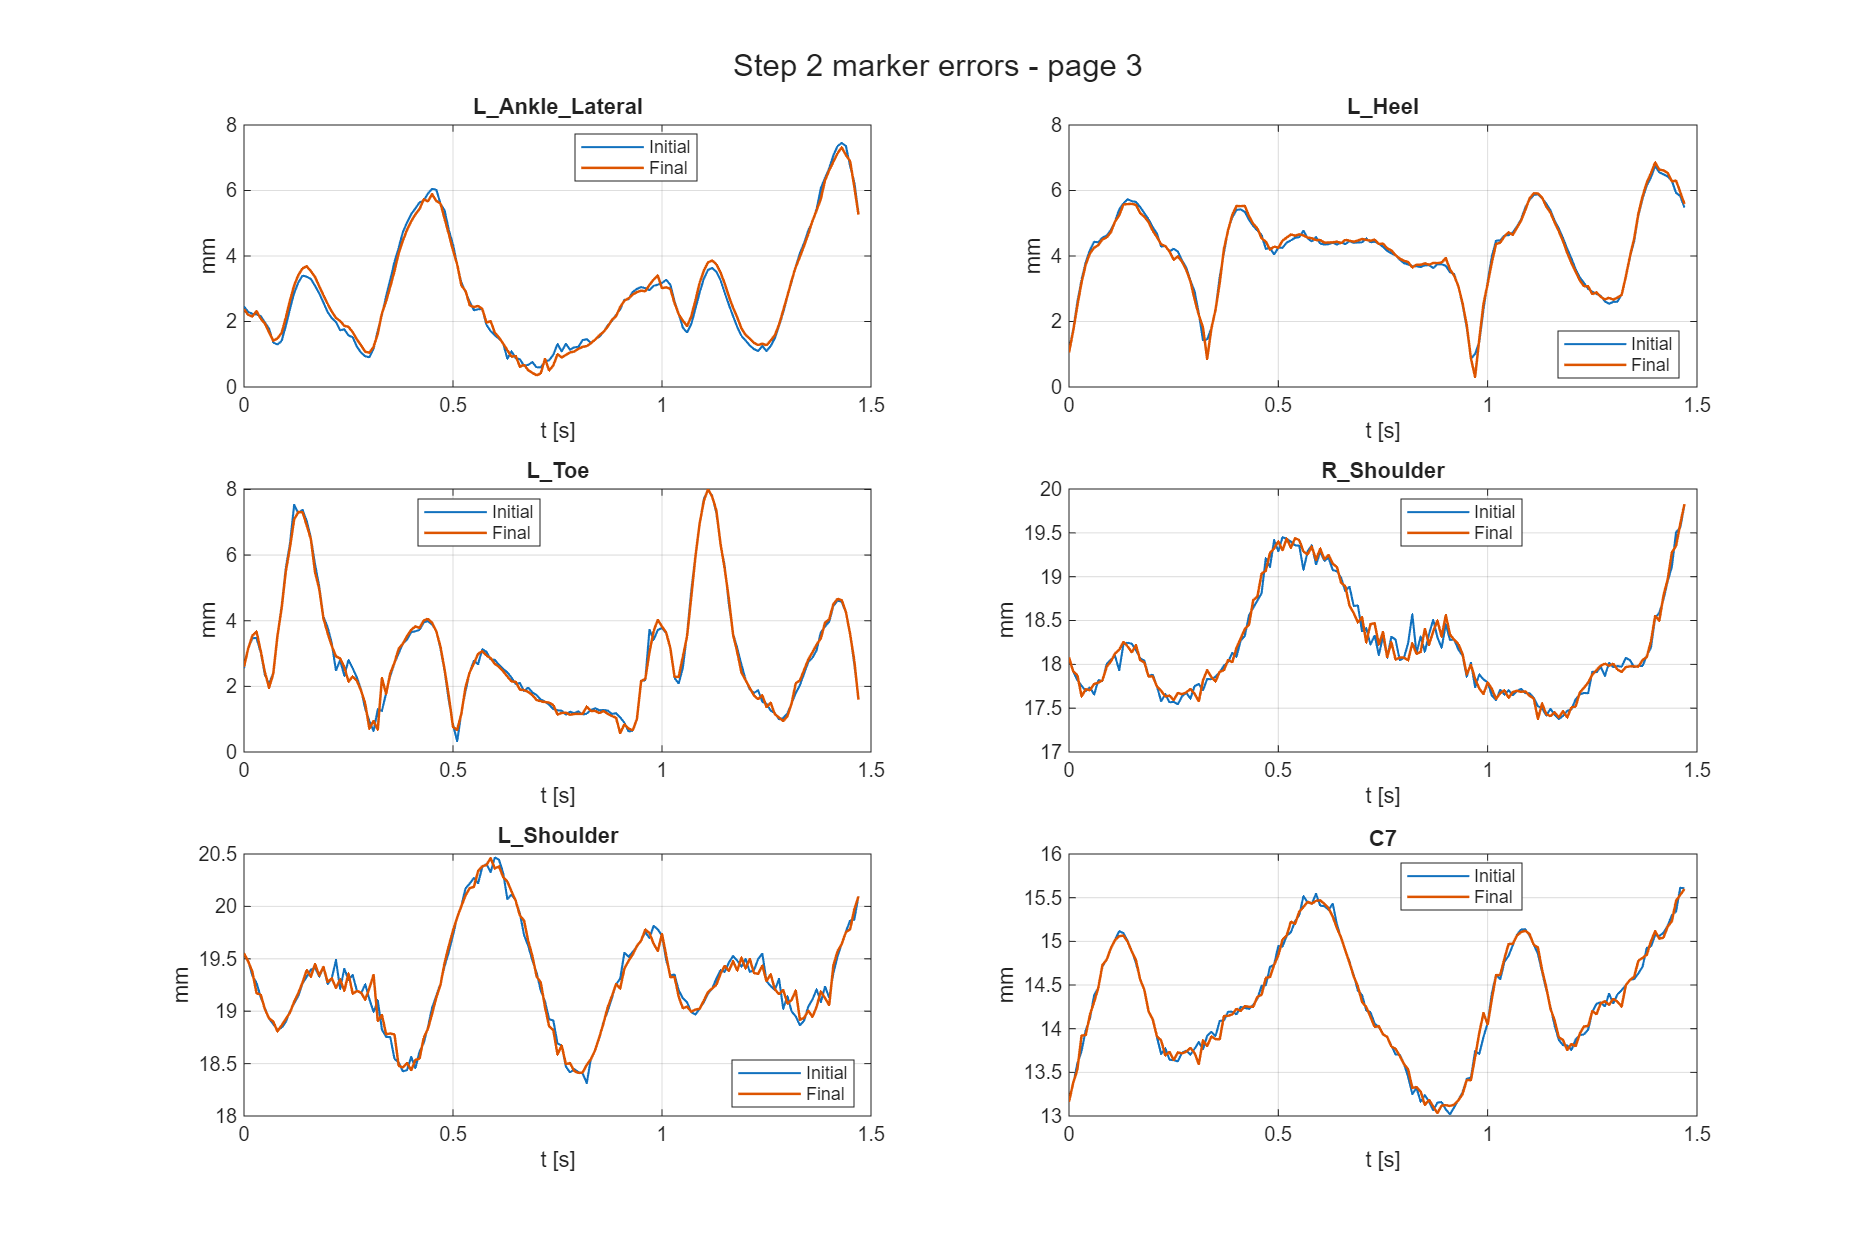 Step 2 marker errors - page 3
L_Ankle_Lateral
8
6
4
2
0
mm
Initial
Final
0 0.5 1 1.5
t [s]
L_Heel
8
6
4
2
0
mm
Initial
Final
0 0.5 1 1.5
t [s]
L_Toe
8
6
4
2
0
mm
Initial
Final
0 0.5 1 1.5
t [s]
R_Shoulder
20
19.5
19
18.5
18
17.5
17
mm
Initial
Final
0 0.5 1 1.5
t [s]
L_Shoulder
20.5
20
19.5
19
18.5
18
mm
Initial
Final
0 0.5 1 1.5
t [s]
C7
16
15.5
15
14.5
14
13.5
13
mm
Initial
Final
0 0.5 1 1.5
t [s]